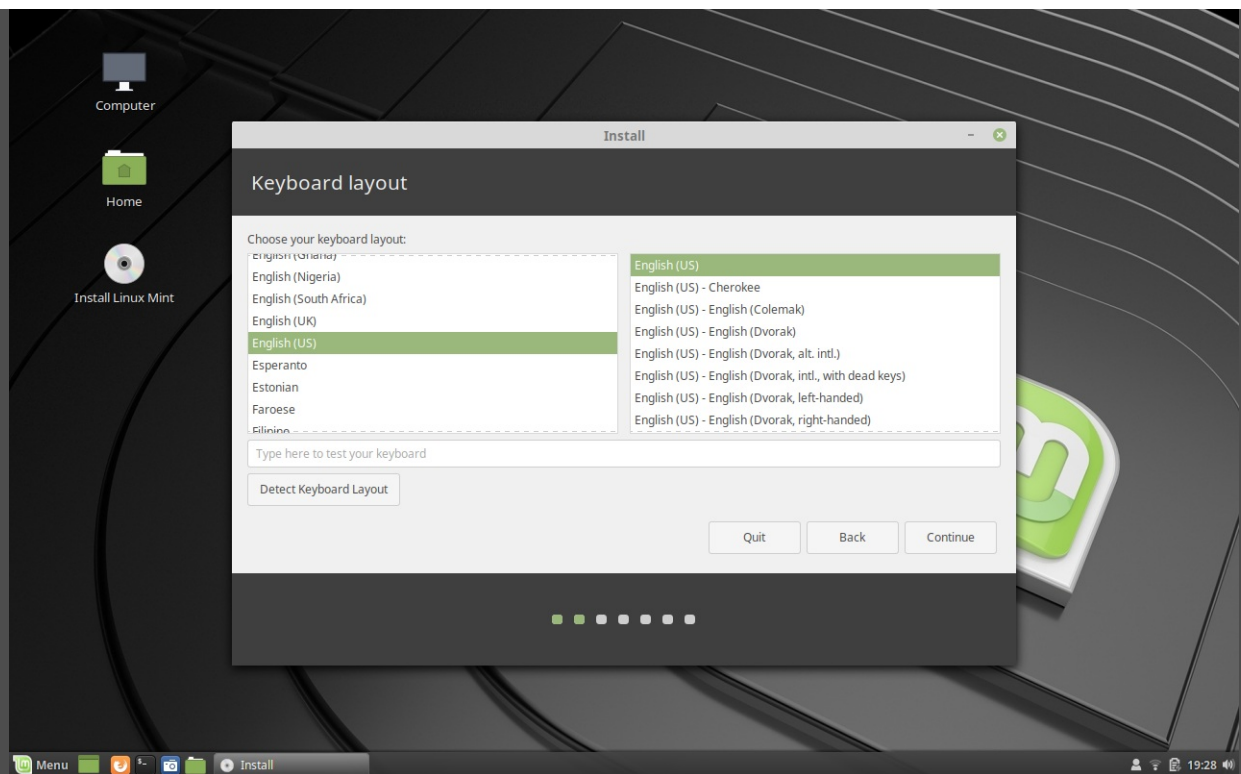 Computer
Home
Install Linux Mint
Install
Keyboard layout
Choose your keyboard layout:
English (Ghana)
English (Nigeria)
English (South Africa)
English (UK)
English (US)
Esperanto
Estonian
Faroese
Filipino
English (US)
English (US) - Cherokee
English (US) - English (Colemak)
English (US) - English (Dvorak)
English (US) - English (Dvorak, alt. intl.)
English (US) - English (Dvorak, intl., with dead keys)
English (US) - English (Dvorak, left-handed)
English (US) - English (Dvorak, right-handed)
Type here to test your keyboard
Detect Keyboard Layout
Quit Back Continue
Menu Install 19:28